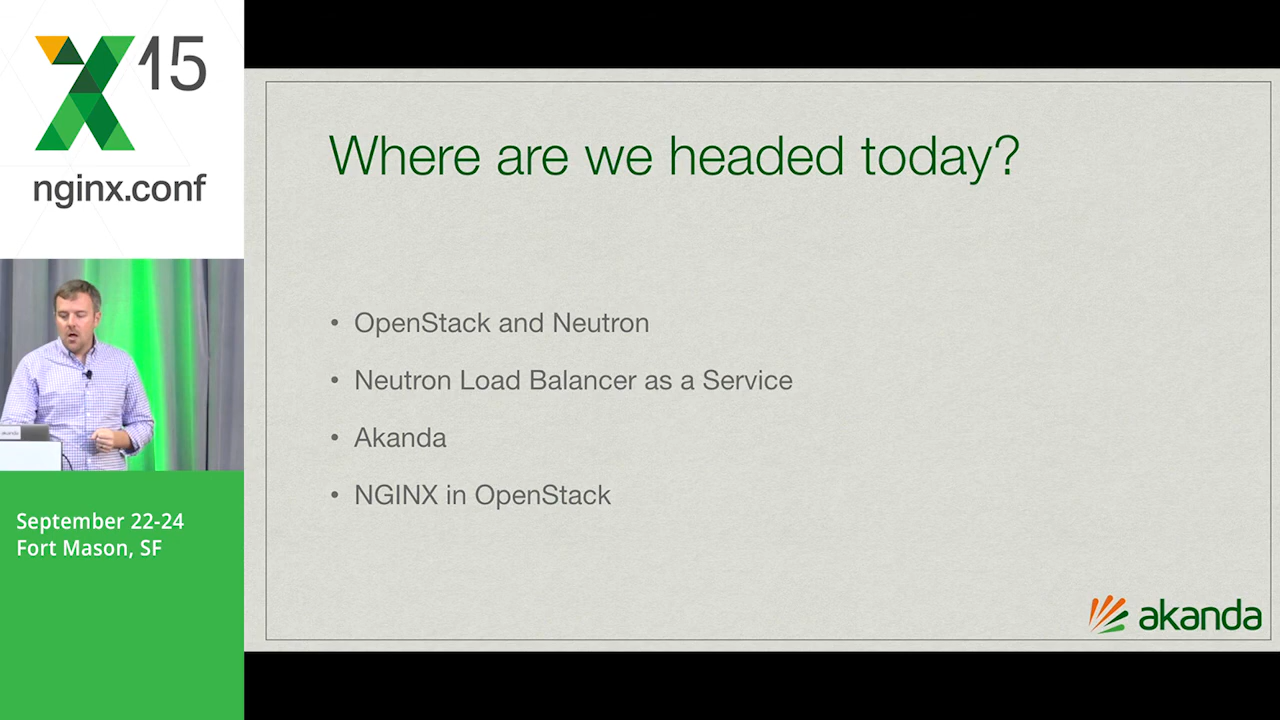 15
nginx.conf
September 22-24
Fort Mason, SF
Where are we headed today?
• OpenStack and Neutron
• Neutron Load Balancer as a Service
• Akanda
• NGINX in OpenStack
akanda